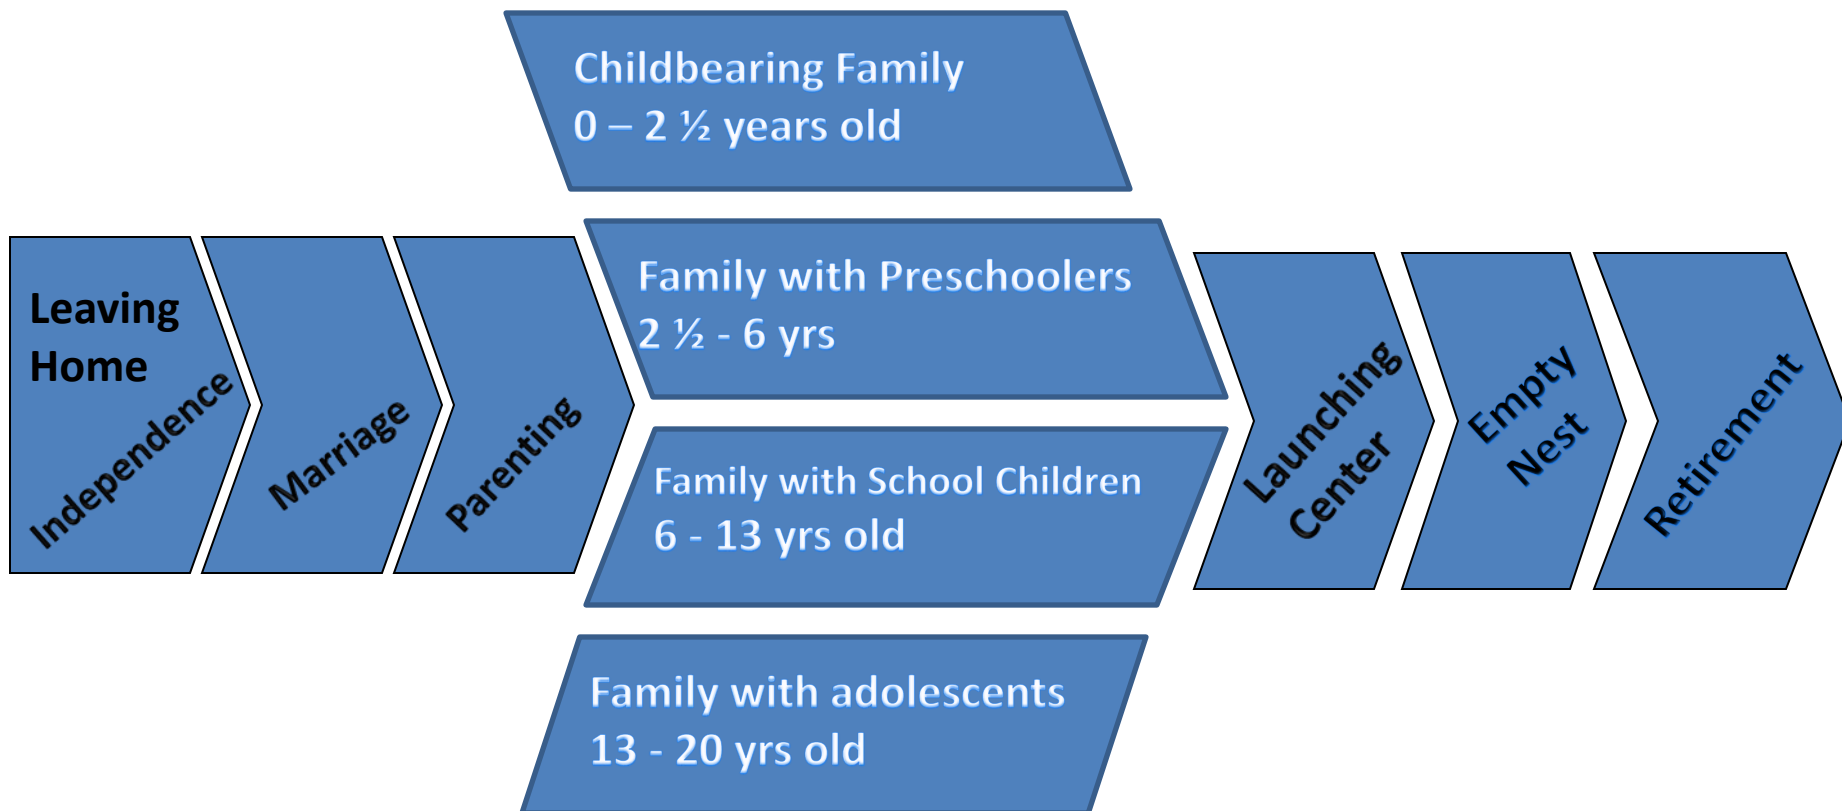 Leaving
Home
Independence
Marriage
Parenting
Childbearing Family
0 – 2 ½ years old
Family with Preschoolers
2 ½ - 6 yrs
Family with School Children
6 - 13 yrs old
Family with adolescents
13 - 20 yrs old
Launching
Center
Empty
Nest
Retirement